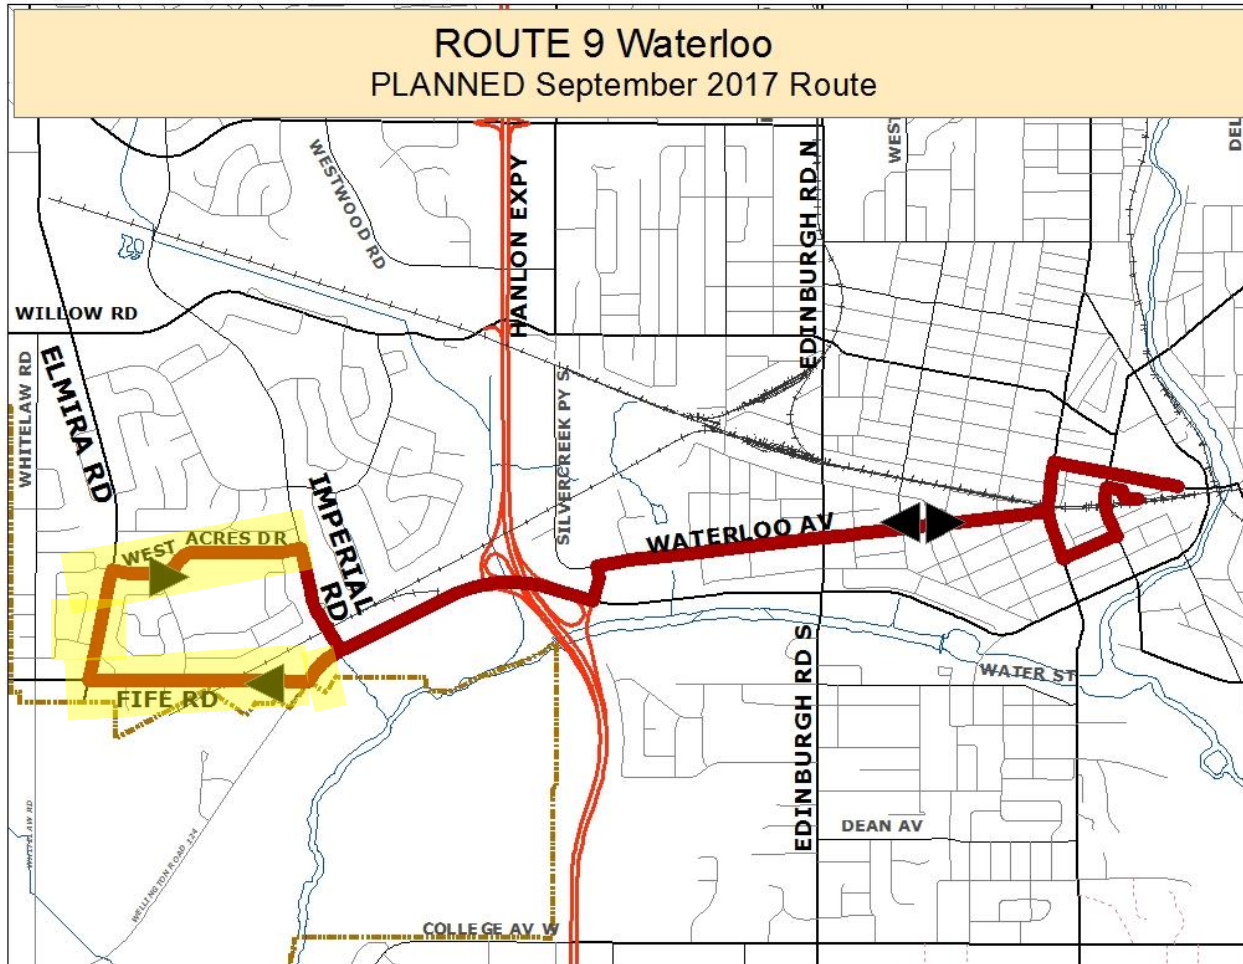 ROUTE 9 Waterloo
PLANNED September 2017 Route
WESTWOOD RD
HANLON EXPY
EDINBURGH RD N
WEST
DEL
WILLOW RD
WHITELAW RD
ELMIRA RD
SILVERCREEK PY S
IMPERIAL RD
WATERLOO AV
WEST ACRES DR
FIFE RD
EDINBURGH RD S
WATER ST
WHITELAW RD
WELLINGTON ROAD 124
DEAN AV
COLLEGE AV W